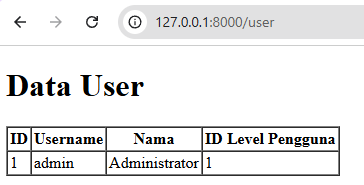 127.0.0.1:8000/user
Data User
ID Username Nama ID Level Pengguna
1 admin Administrator 1